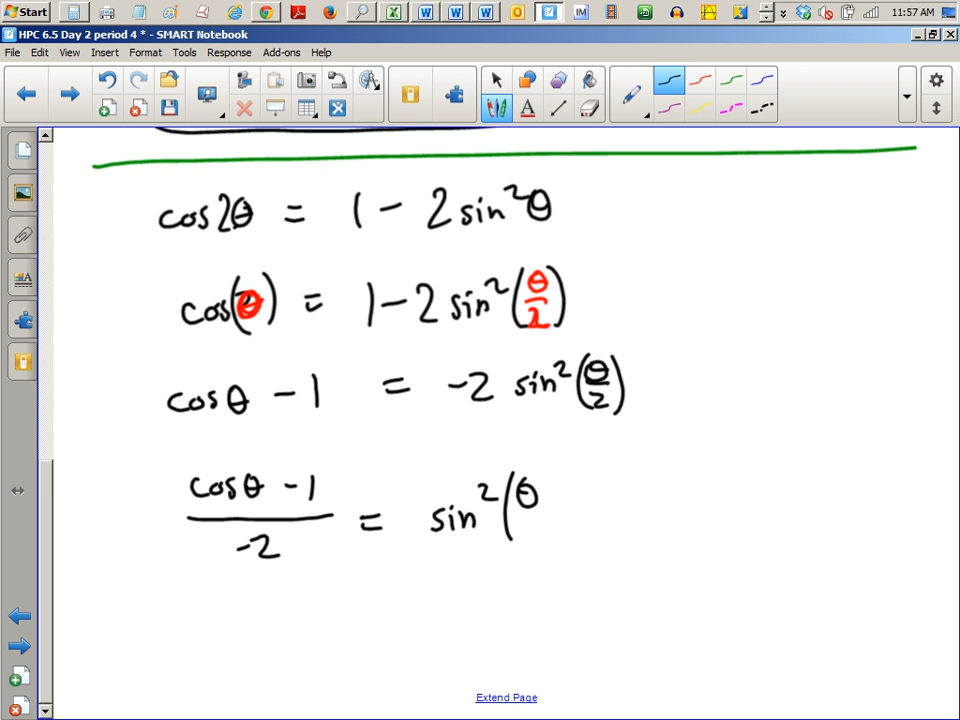 Start
11:57 AM
HPC 6.5 Day 2 period 4 * - SMART Notebook
File Edit View Insert Format Tools Response Add-ons Help
cos2θ = 1 - 2sin²θ
cos(θ) = 1-2 sin²(θ/2)
cosθ - 1 = -2 sin²(θ/2)
(cosθ -1)/-2 = sin²(θ
Extend Page